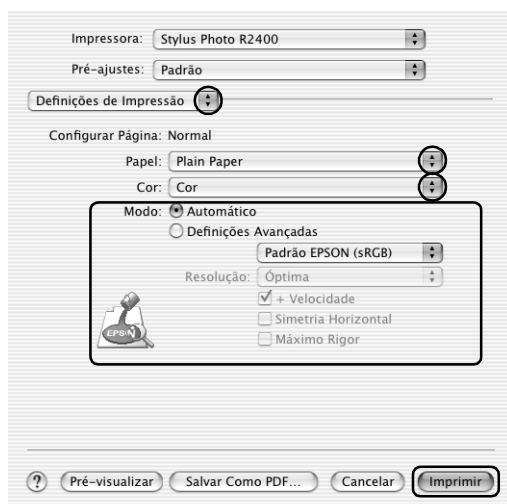 Impressora: Stylus Photo R2400
Pré-ajustes: Padrão
Definições de Impressão
Configurar Página: Normal
Papel: Plain Paper
Cor: Cor
Modo: Automático
Definições Avançadas
Padrão EPSON (sRGB)
Resolução: Óptima
+ Velocidade
Simetria Horizontal
Máximo Rigor
EPSON
? Pré-visualizar Salvar Como PDF... Cancelar Imprimir